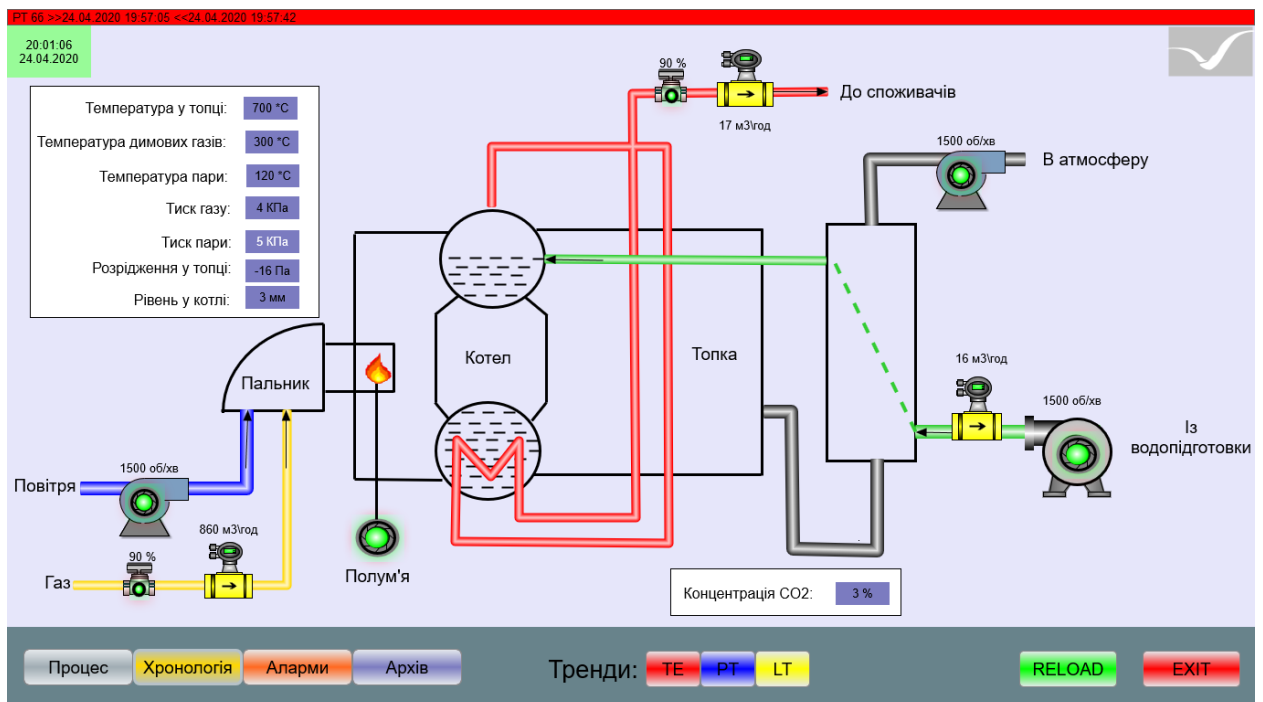 PT 66 >>24.04.2020 19:57:05 <<24.04.2020 19:57:42
20:01:06
24.04.2020
Температура у топці: 700 °C
Температура димових газів: 300 °C
Температура пари: 120 °C
Тиск газу: 4 КПа
Тиск пари: 5 КПа
Розрідження у топці: -16 Па
Рівень у котлі: 3 мм
90 %
До споживачів
17 м3\год
1500 об/хв
В атмосферу
Котел
Топка
Пальник
16 м3\год
1500 об/хв
Із
водопідготовки
1500 об/хв
Повітря
860 м3\год
90 %
Газ
Полум'я
Концентрація СО2: 3 %
Процес
Хронологія
Аларми
Архів
Тренди:
TE
PT
LT
RELOAD
EXIT